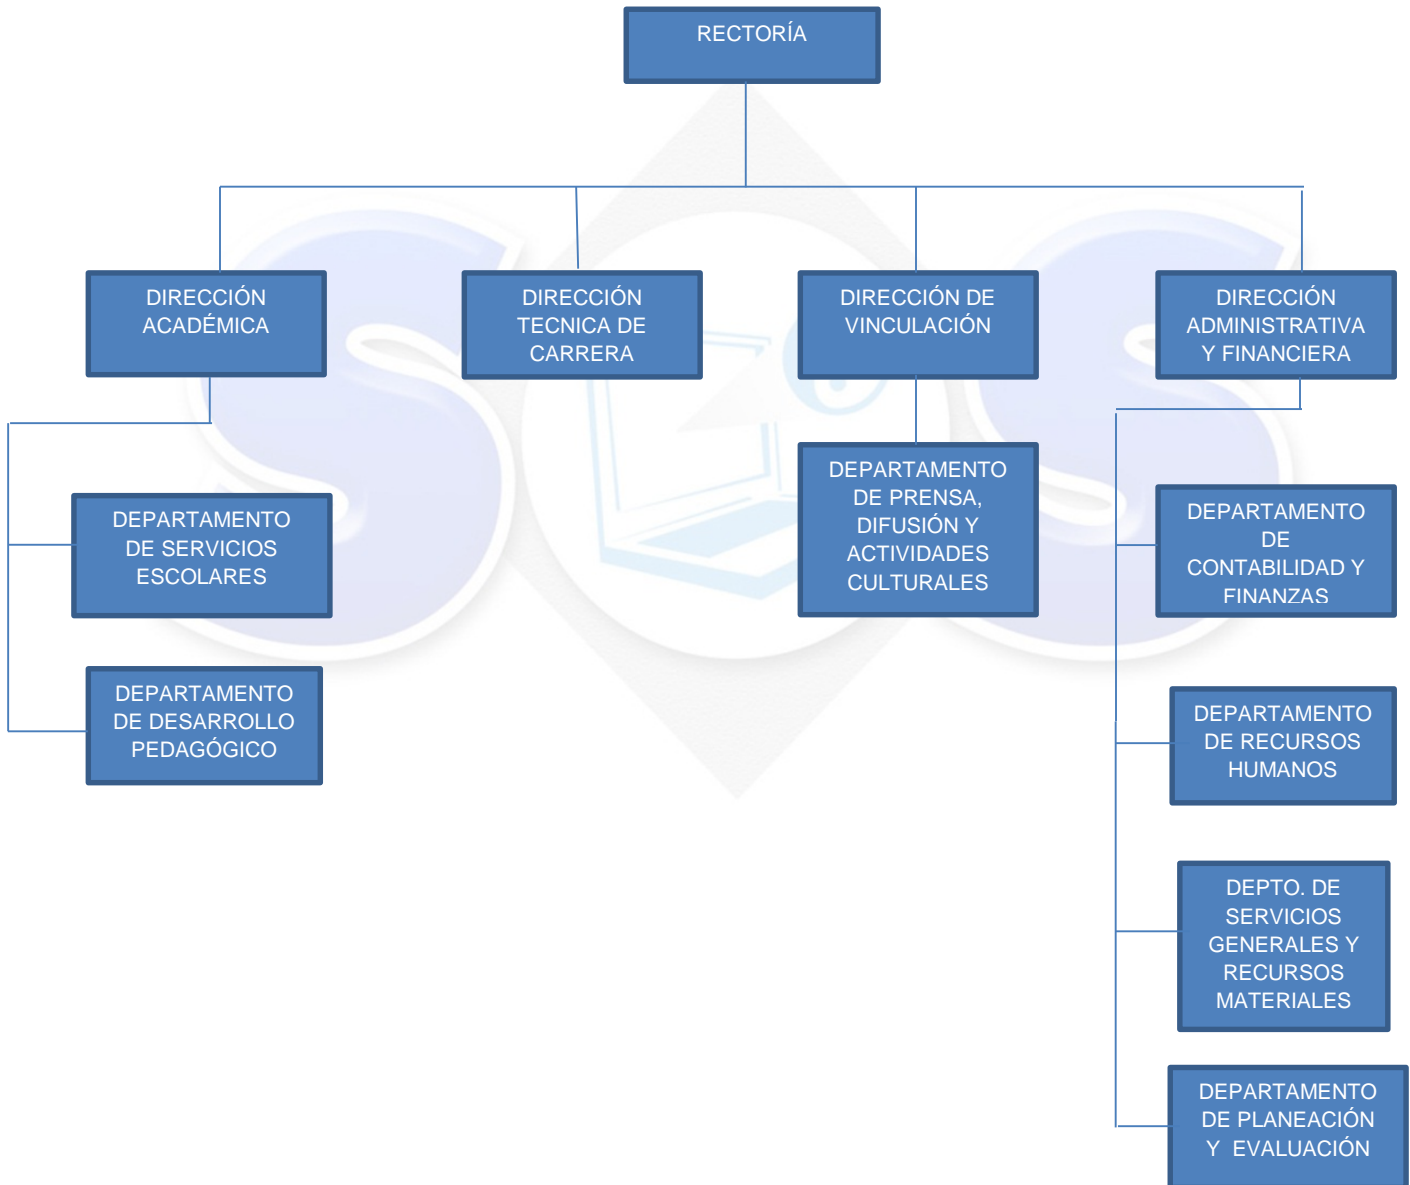 RECTORÍA
DIRECCIÓN
ACADÉMICA
DIRECCIÓN
TECNICA DE
CARRERA
DIRECCIÓN DE
VINCULACIÓN
DIRECCIÓN
ADMINISTRATIVA
Y FINANCIERA
DEPARTAMENTO
DE SERVICIOS
ESCOLARES
DEPARTAMENTO
DE DESARROLLO
PEDAGÓGICO
DEPARTAMENTO
DE PRENSA,
DIFUSIÓN Y
ACTIVIDADES
CULTURALES
DEPARTAMENTO
DE
CONTABILIDAD Y
FINANZAS
DEPARTAMENTO
DE RECURSOS
HUMANOS
DEPTO. DE
SERVICIOS
GENERALES Y
RECURSOS
MATERIALES
DEPARTAMENTO
DE PLANEACIÓN
Y EVALUACIÓN
S S